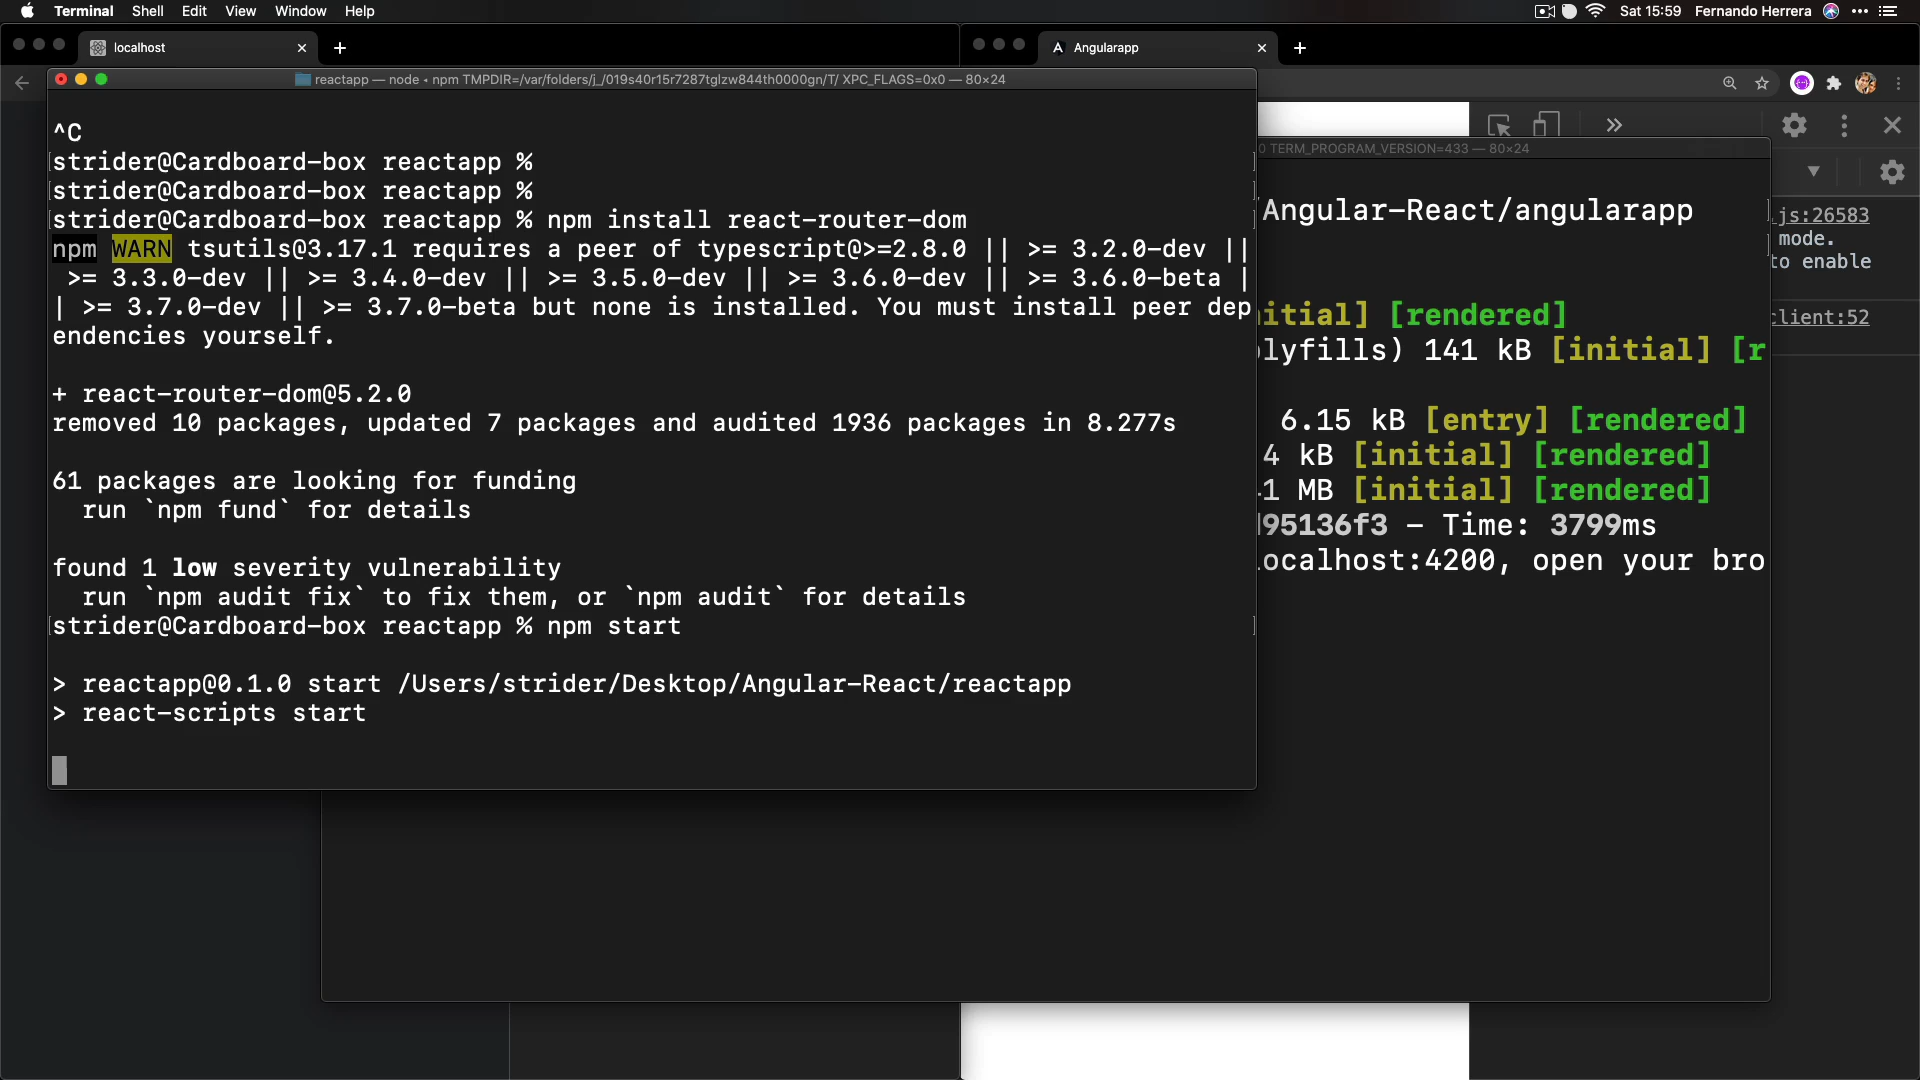 Terminal Shell Edit View Window Help
Sat 15:59 Fernando Herrera
localhost
Angularapp
reactapp — node ◂ npm TMPDIR=/var/folders/j_/019s40r15r7287tglzw844th0000gn/T/ XPC_FLAGS=0x0 — 80×24
^C
strider@Cardboard-box reactapp %
strider@Cardboard-box reactapp %
strider@Cardboard-box reactapp % npm install react-router-dom
npm WARN tsutils@3.17.1 requires a peer of typescript@>=2.8.0 || >= 3.2.0-dev ||
>= 3.3.0-dev || >= 3.4.0-dev || >= 3.5.0-dev || >= 3.6.0-dev || >= 3.6.0-beta |
| >= 3.7.0-dev || >= 3.7.0-beta but none is installed. You must install peer dep
endencies yourself.
+ react-router-dom@5.2.0
removed 10 packages, updated 7 packages and audited 1936 packages in 8.277s
61 packages are looking for funding
run `npm fund` for details
found 1 low severity vulnerability
run `npm audit fix` to fix them, or `npm audit` for details
strider@Cardboard-box reactapp % npm start
> reactapp@0.1.0 start /Users/strider/Desktop/Angular-React/reactapp
> react-scripts start
0 TERM_PROGRAM_VERSION=433 — 80×24
/Angular-React/angularapp
nitial] [rendered]
olyfills) 141 kB [initial] [r
6.15 kB [entry] [rendered]
4 kB [initial] [rendered]
41 MB [initial] [rendered]
d95136f3 - Time: 3799ms
localhost:4200, open your bro
.js:26583
mode.
to enable
client:52